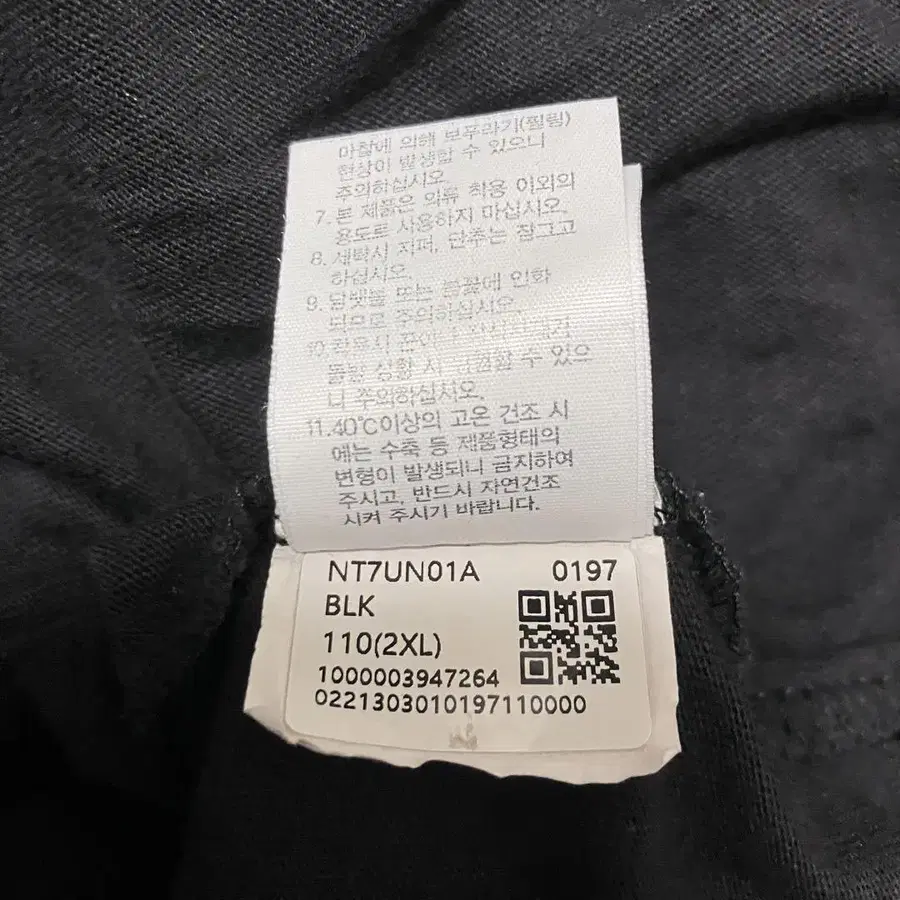 마찰에 의해 보푸라기(필링)
현상이 발생할 수 있으니
주의하십시오.
7. 본 제품은 의류 착용 이외의
용도로 사용하지 마십시오.
8. 세탁시 지퍼, 단추는 잠그고
하십시오.
9. 담뱃불 또는 불꽃에 인화
되므로 주의하십시오.
10. 착용시
돌발 상황 시 수 있으
니 주의하십시오.
11.40℃이상의 고온 건조 시
에는 수축 등 제품형태의
변형이 발생되니 금지하여
주시고, 반드시 자연건조
시켜 주시기 바랍니다.
NT7UN01A 0197
BLK
110(2XL)
1000003947264
0221303010197110000